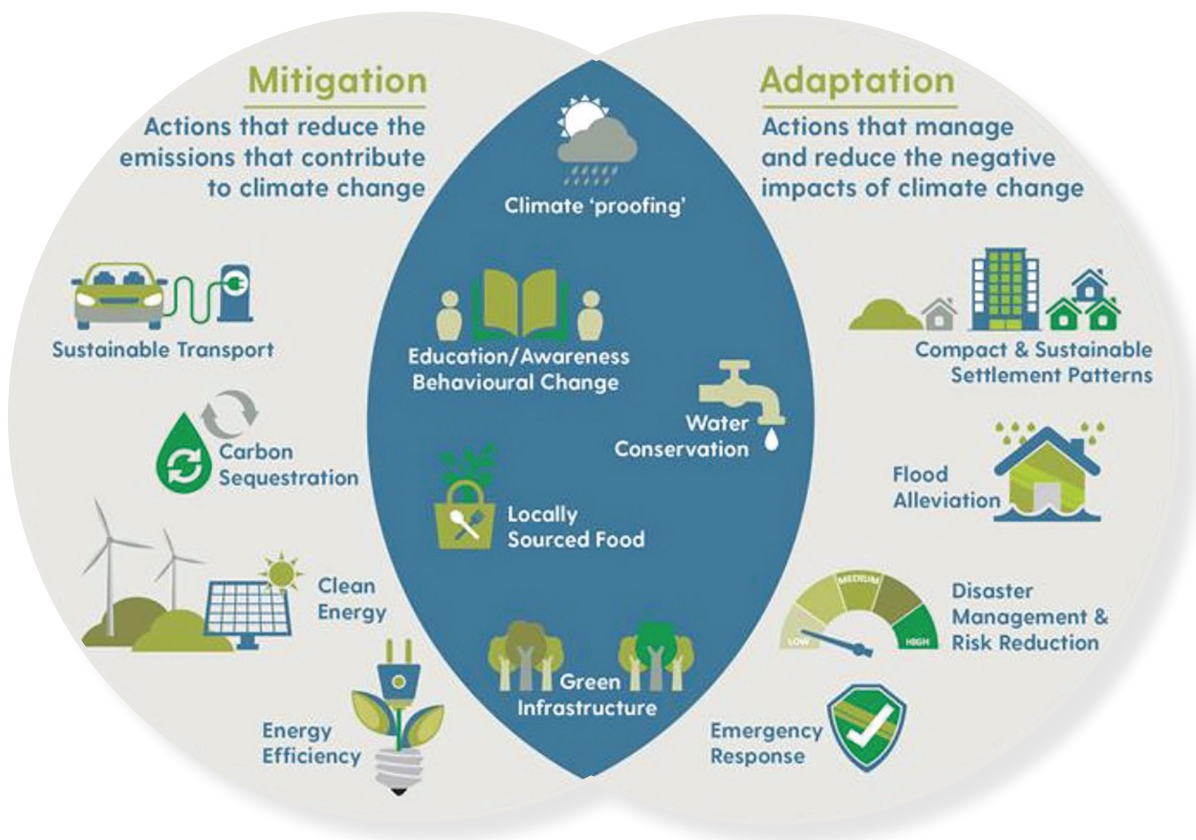 Mitigation
Actions that reduce the
emissions that contribute
to climate change
Sustainable Transport
Carbon
Sequestration
Clean
Energy
Energy
Efficiency
Climate ‘proofing’
Education/Awareness
Behavioural Change
Water
Conservation
Locally
Sourced Food
Green
Infrastructure
Adaptation
Actions that manage
and reduce the negative
impacts of climate change
Compact & Sustainable
Settlement Patterns
Flood
Alleviation
LOW
MEDIUM
HIGH
Disaster
Management &
Risk Reduction
Emergency
Response